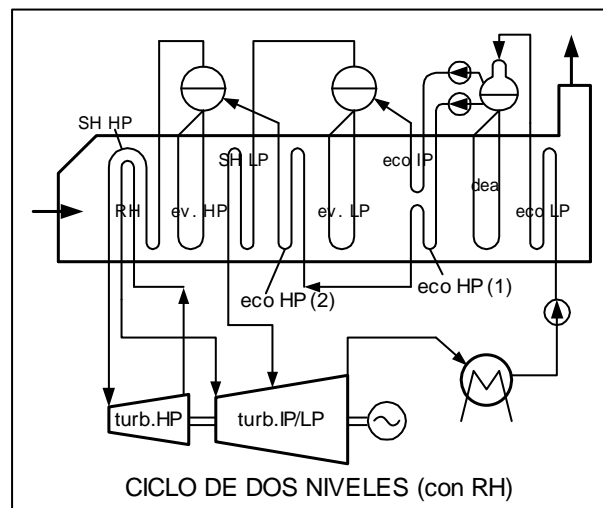 SH HP
RH
ev. HP
SH LP
ev. LP
eco IP
dea
eco LP
eco HP (2)
eco HP (1)
turb.HP
turb.IP/LP
CICLO DE DOS NIVELES (con RH)